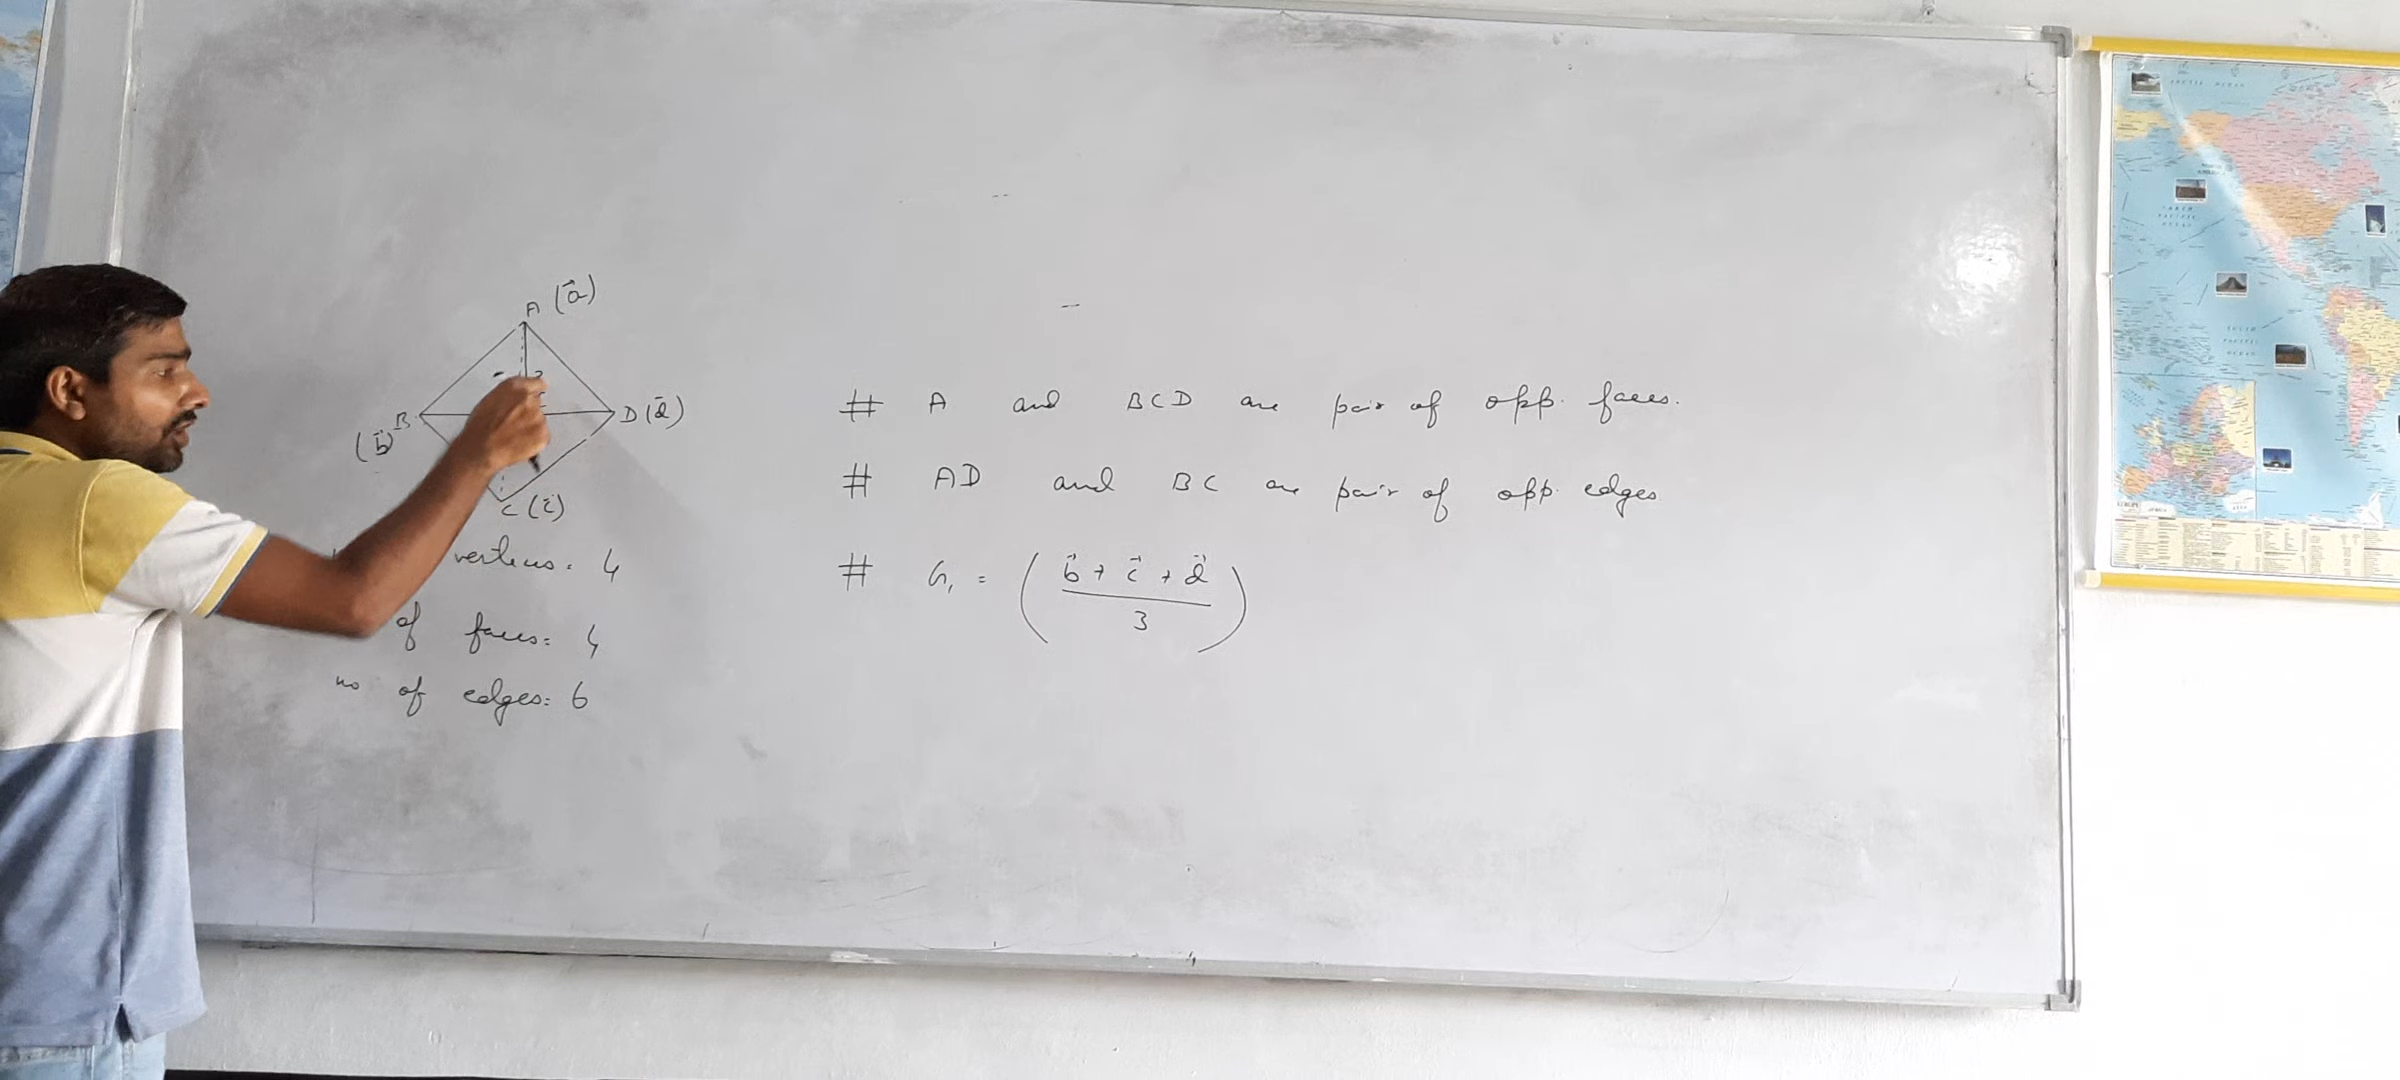 A (a⃗)
(b⃗) B
D (d⃗)
C (c⃗)
vertices = 4
of faces = 4
no of edges = 6
# A and BCD are pair of opp. faces.
# AD and BC are pair of opp. edges
# G₁ = ( b⃗ + c⃗ + d⃗ / 3 )